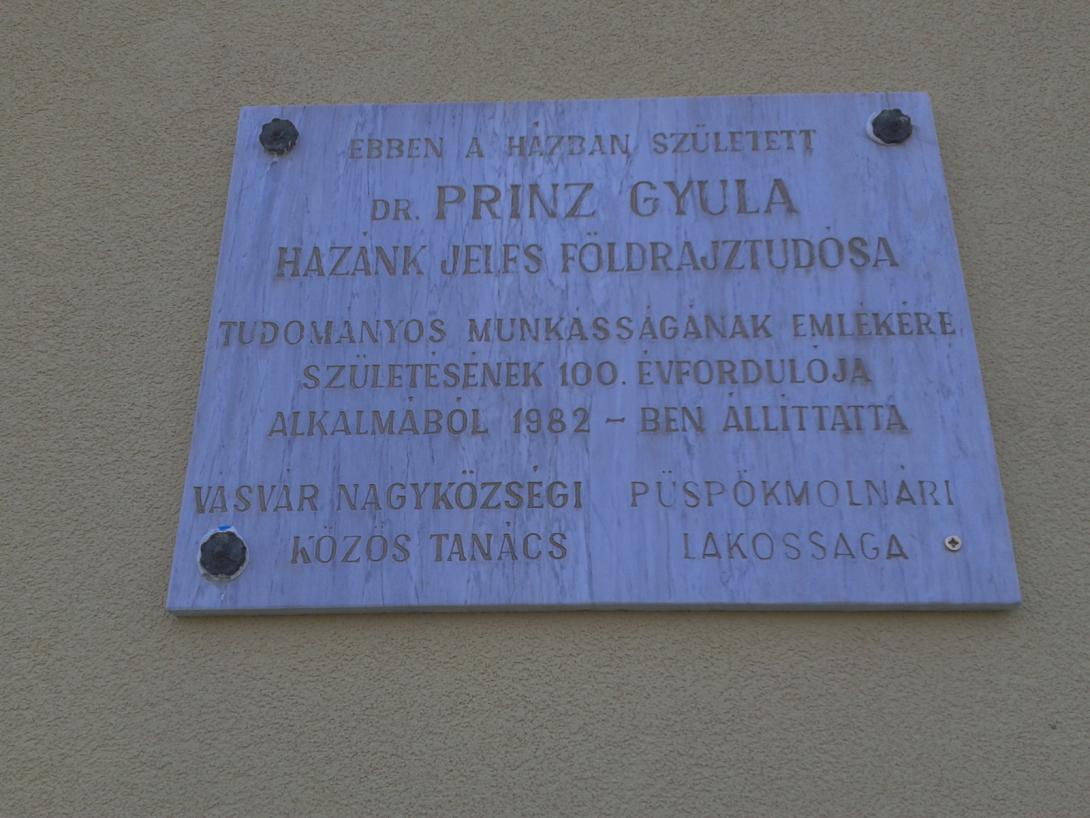 EBBEN A HÁZBAN SZÜLETETT
DR. PRINZ GYULA
HAZÁNK JELES FÖLDRAJZTUDÓSA
TUDOMÁNYOS MUNKÁSSÁGÁNAK EMLÉKÉRE
SZÜLETÉSÉNEK 100. ÉVFORDULÓJA
ALKALMÁBÓL 1982 - BEN ÁLLÍTTATTA
VASVÁR NAGYKÖZSÉGI
KÖZÖS TANÁCS
PÜSPÖKMOLNÁRI
LAKOSSÁGA